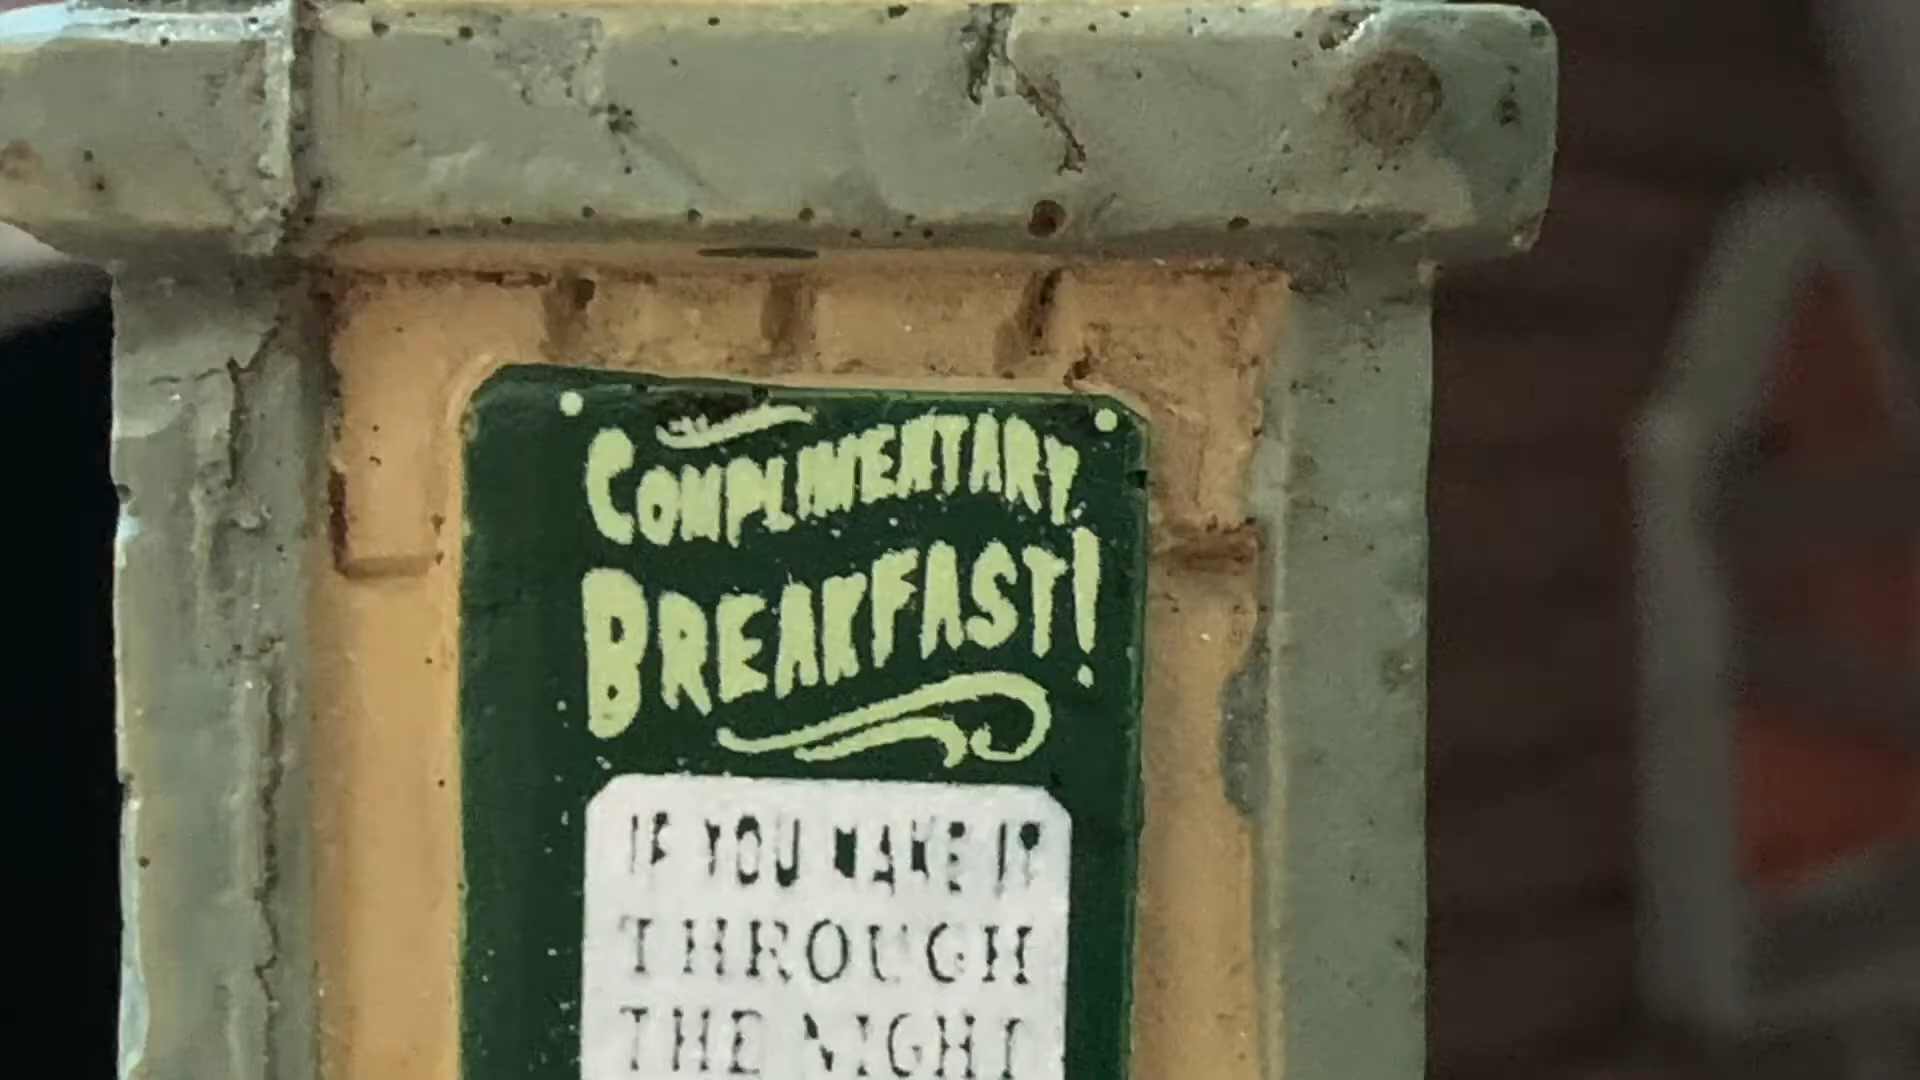 COMPLIMENTARY
BREAKFAST!
IF YOU MAKE IT
THROUGH
THE NIGHT